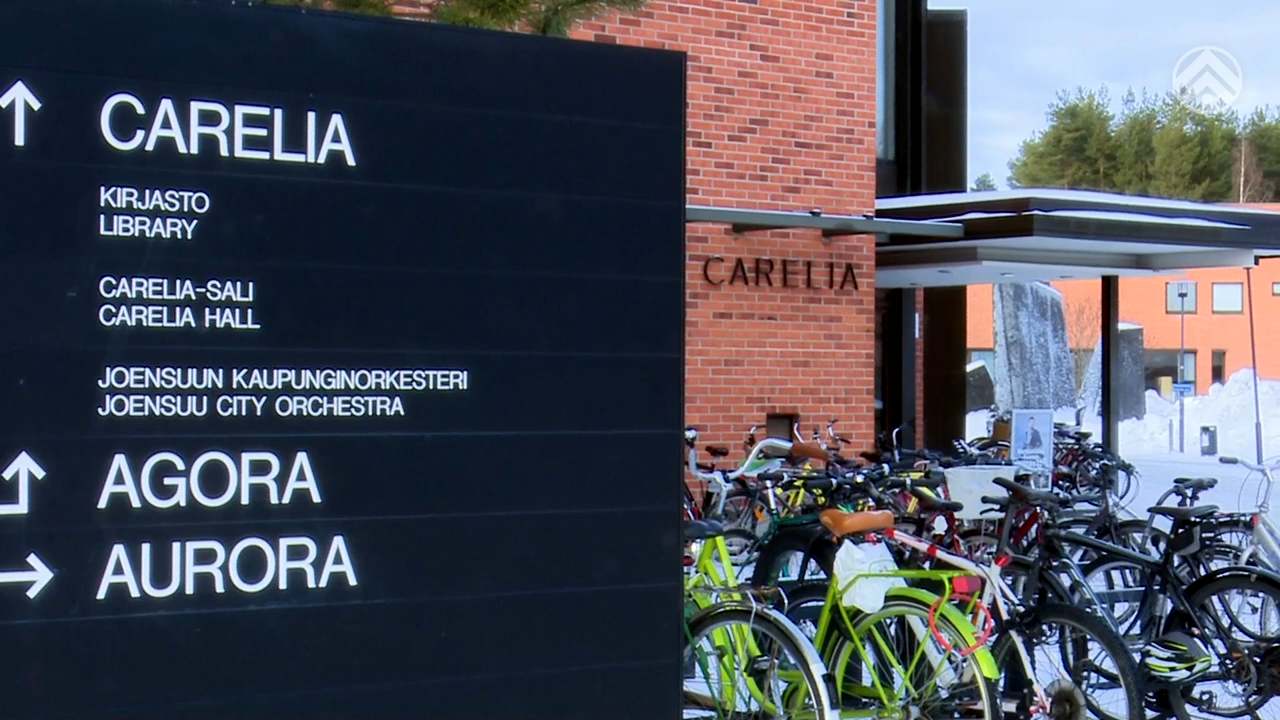 CARELIA
KIRJASTO
LIBRARY
CARELIA-SALI
CARELIA HALL
JOENSUUN KAUPUNGINORKESTERI
JOENSUU CITY ORCHESTRA
AGORA
AURORA
CARELIA